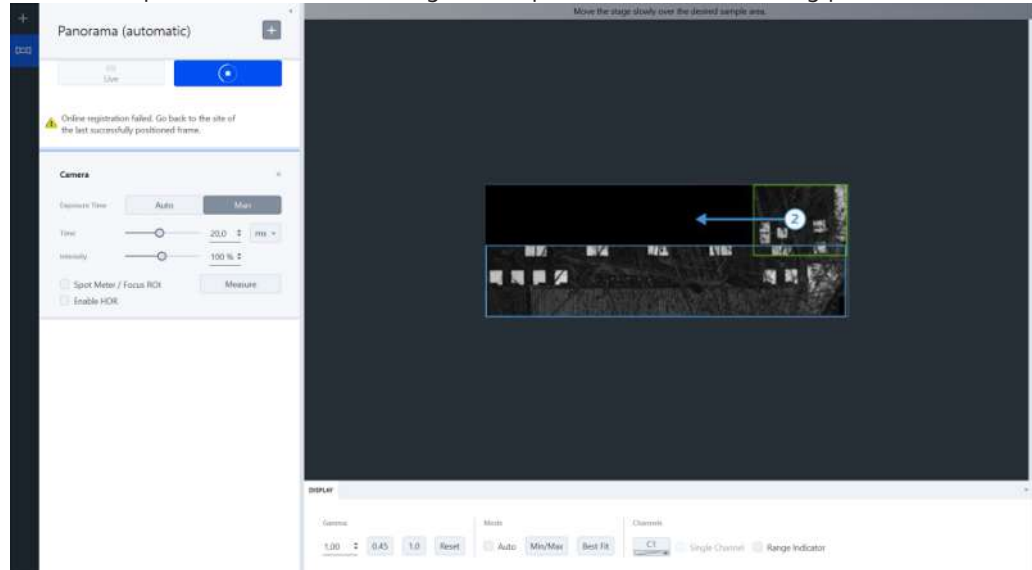 Move the stage slowly over the desired sample area.
Panorama (automatic)
Live
Online registration failed. Go back to the site of
the last successfully positioned frame.
Camera
Exposure Time Auto Man
Time 20,0 ms
Intensity 100 %
Spot Meter / Focus ROI Measure
Enable HDR
2
DISPLAY
Gamma Mode Channels
1,00 0.45 1.0 Reset Auto Min/Max Best Fit C1 Single Channel Range Indicator